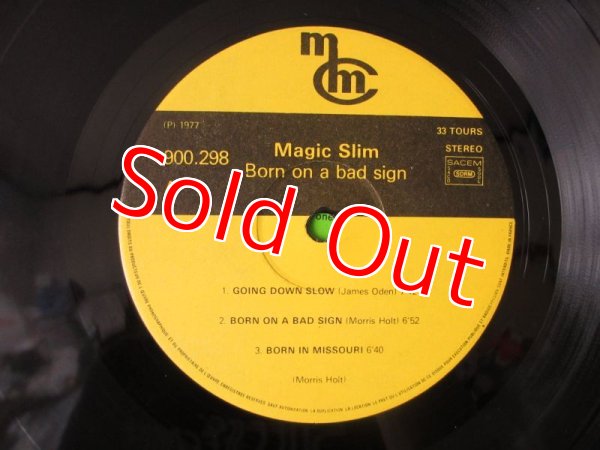 mcm
(P) 1977
33 TOURS
900.298
Magic Slim
STEREO
Born on a bad sign
SACEM
SDRM
Sold Out
1. GOING DOWN SLOW (James Oden)
2. BORN ON A BAD SIGN (Morris Holt) 6'52
3. BORN IN MISSOURI 6'40
(Morris Holt)